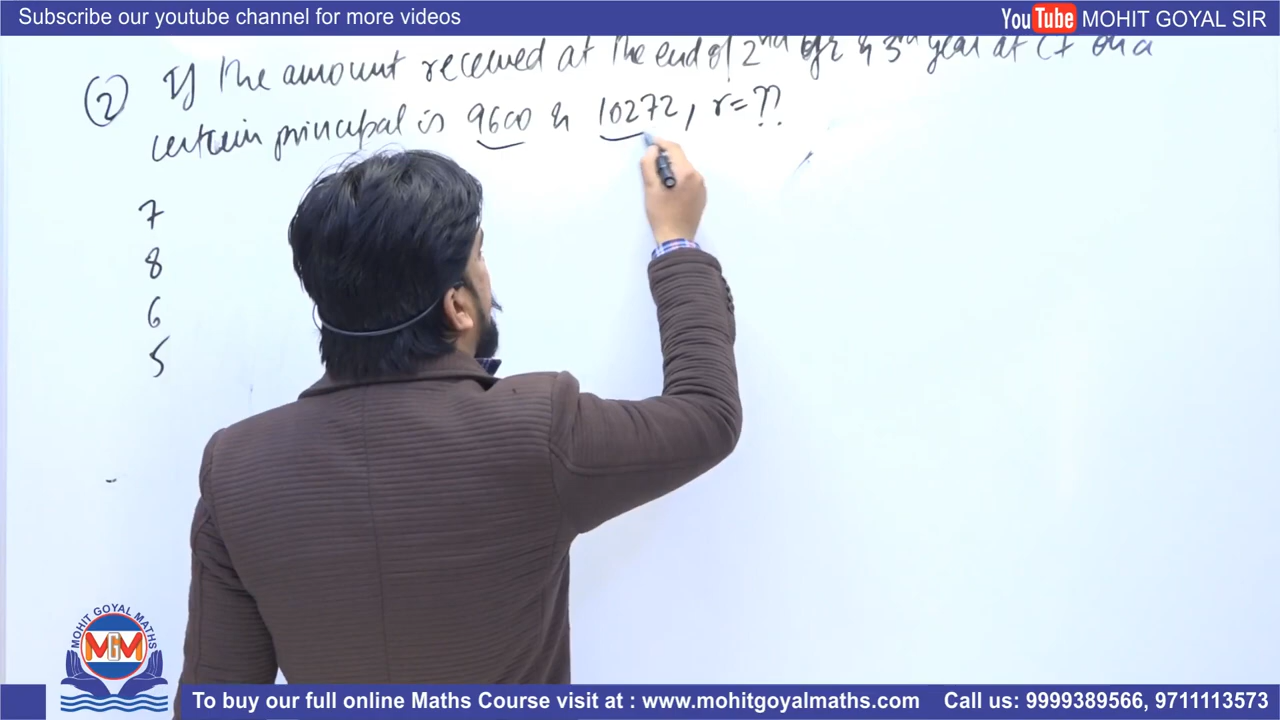 Subscribe our youtube channel for more videos
YouTube MOHIT GOYAL SIR
② If the amount received at the end of 2nd & 3rd year at CI on a
certain principal is 9600 & 10272, r=??
7
8
6
5
MOHIT GOYAL MATHS
MGM
To buy our full online Maths Course visit at : www.mohitgoyalmaths.com Call us: 9999389566, 9711113573